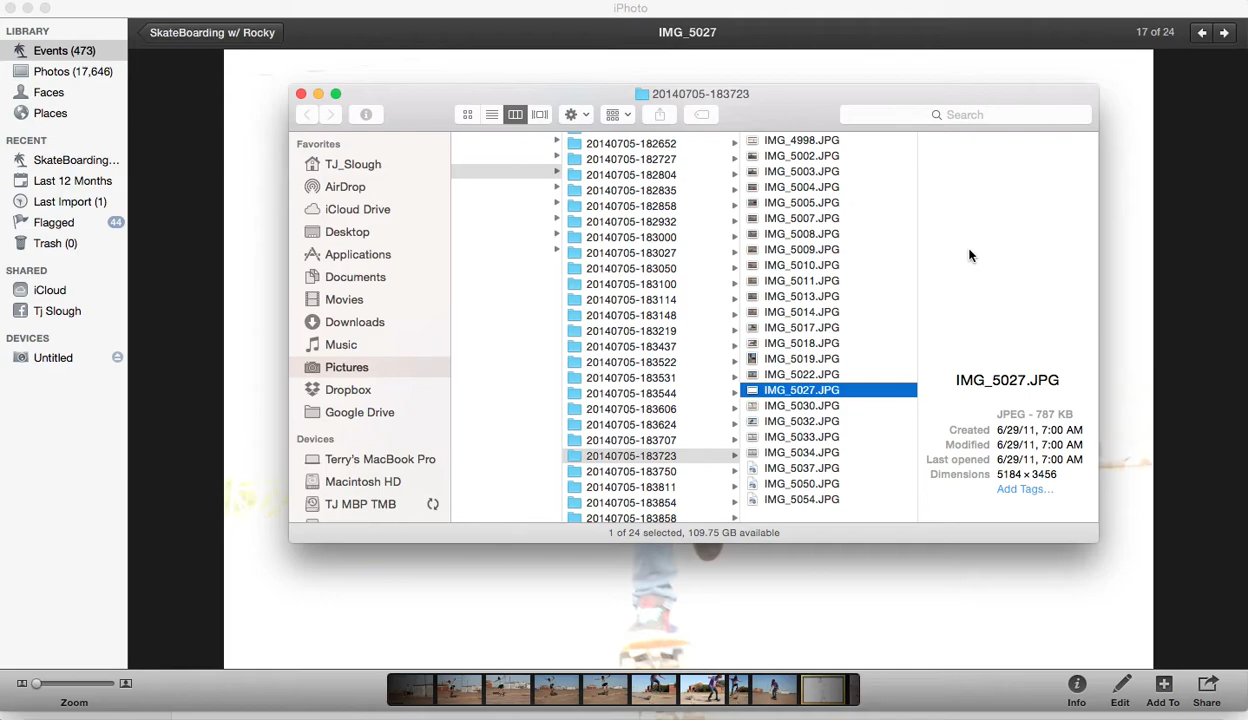 iPhoto
LIBRARY
Events (473)
Photos (17,646)
Faces
Places
RECENT
SkateBoarding...
Last 12 Months
Last Import (1)
Flagged
44
Trash (0)
SHARED
iCloud
Tj Slough
DEVICES
Untitled
SkateBoarding w/ Rocky
IMG_5027
17 of 24
20140705-183723
Search
Favorites
TJ_Slough
AirDrop
iCloud Drive
Desktop
Applications
Documents
Movies
Downloads
Music
Pictures
Dropbox
Google Drive
Devices
Terry's MacBook Pro
Macintosh HD
TJ MBP TMB
20140705-182652
20140705-182727
20140705-182804
20140705-182835
20140705-182858
20140705-182932
20140705-183000
20140705-183027
20140705-183050
20140705-183100
20140705-183114
20140705-183148
20140705-183219
20140705-183437
20140705-183522
20140705-183531
20140705-183544
20140705-183606
20140705-183624
20140705-183707
20140705-183723
20140705-183750
20140705-183811
20140705-183854
20140705-183858
IMG_4998.JPG
IMG_5002.JPG
IMG_5003.JPG
IMG_5004.JPG
IMG_5005.JPG
IMG_5007.JPG
IMG_5008.JPG
IMG_5009.JPG
IMG_5010.JPG
IMG_5011.JPG
IMG_5013.JPG
IMG_5014.JPG
IMG_5017.JPG
IMG_5018.JPG
IMG_5019.JPG
IMG_5022.JPG
IMG_5027.JPG
IMG_5030.JPG
IMG_5032.JPG
IMG_5033.JPG
IMG_5034.JPG
IMG_5037.JPG
IMG_5050.JPG
IMG_5054.JPG
IMG_5027.JPG
JPEG - 787 KB
Created 6/29/11, 7:00 AM
Modified 6/29/11, 7:00 AM
Last opened 6/29/11, 7:00 AM
Dimensions 5184 × 3456
Add Tags...
1 of 24 selected, 109.75 GB available
Zoom
Info
Edit
Add To
Share